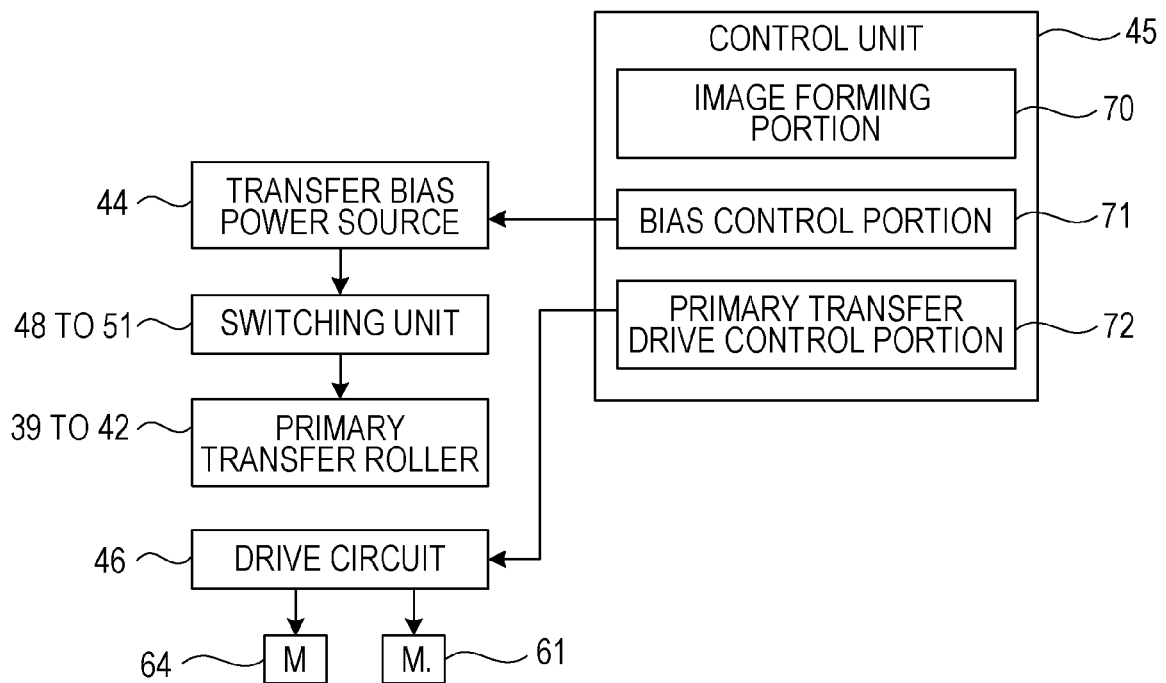 CONTROL UNIT
45
IMAGE FORMING
PORTION
70
44
TRANSFER BIAS
POWER SOURCE
BIAS CONTROL PORTION
71
48 TO 51
SWITCHING UNIT
PRIMARY TRANSFER
DRIVE CONTROL PORTION
72
39 TO 42
PRIMARY
TRANSFER ROLLER
46
DRIVE CIRCUIT
64
M
M.
61